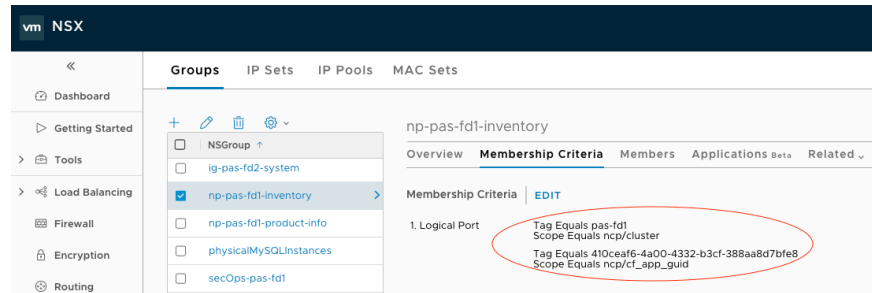 vm NSX
«
Groups IP Sets IP Pools MAC Sets
Dashboard
Getting Started
> Tools
> Load Balancing
Firewall
Encryption
Routing
+
NSGroup ↑
ig-pas-fd2-system
np-pas-fd1-inventory >
np-pas-fd1-product-info
physicalMySQLInstances
secOps-pas-fd1
np-pas-fd1-inventory
Overview Membership Criteria Members Applications Beta Related
Membership Criteria | EDIT
1. Logical Port
Tag Equals pas-fd1
Scope Equals ncp/cluster
Tag Equals 410ceaf6-4a00-4332-b3cf-388aa8d7bfe8
Scope Equals ncp/cf_app_guid